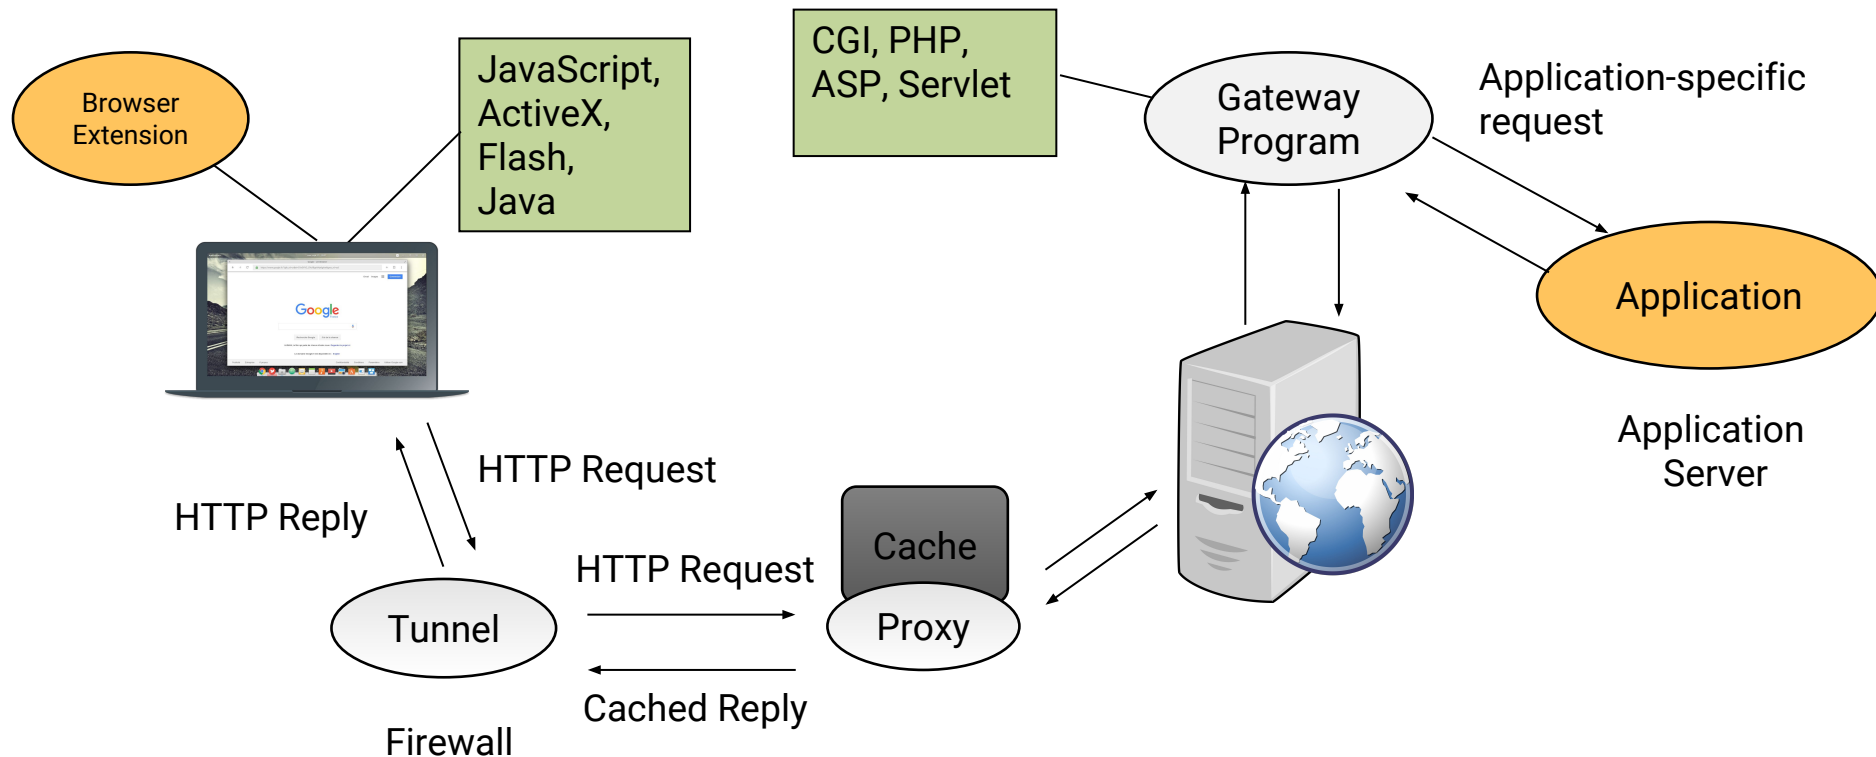 Browser
Extension
JavaScript,
ActiveX,
Flash,
Java
CGI, PHP,
ASP, Servlet
Gateway
Program
Application-specific
request
Application
Application
Server
Google
HTTP Request
HTTP Reply
Tunnel
Firewall
HTTP Request
Cached Reply
Cache
Proxy